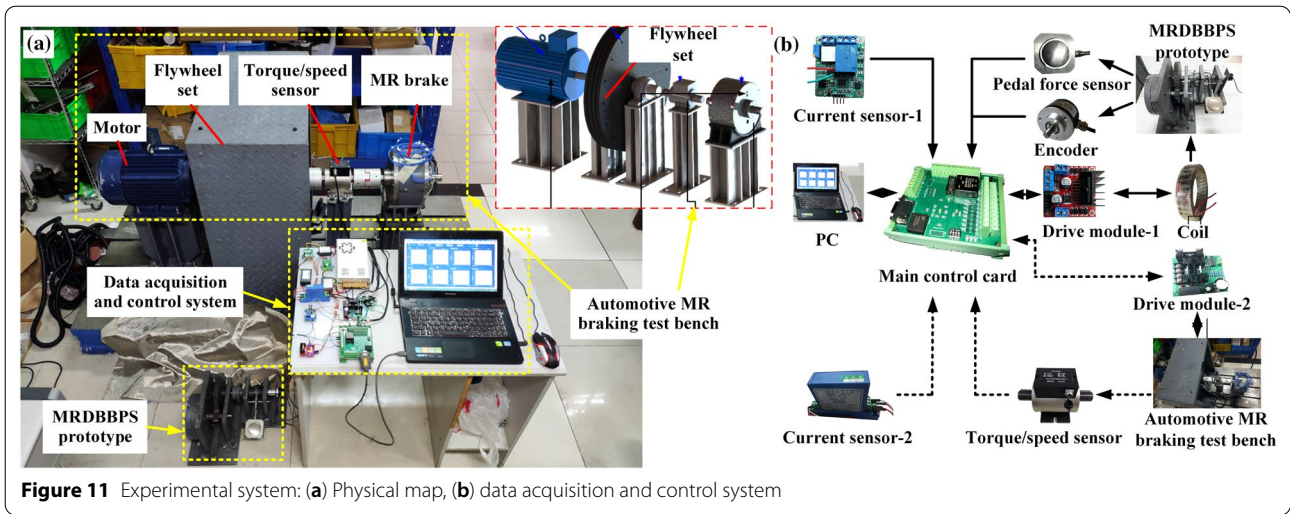 (a)
Flywheel
set
Torque/speed
sensor
MR brake
Motor
Flywheel
set
Data acquisition
and control system
Automotive MR
braking test bench
MRDBBPS
prototype
(b)
Current sensor-1
Pedal force sensor
MRDBBPS
prototype
Encoder
PC
Main control card
Drive module-1
Coil
Drive module-2
Current sensor-2
Torque/speed sensor
Automotive MR
braking test bench
Figure 11 Experimental system: (a) Physical map, (b) data acquisition and control system